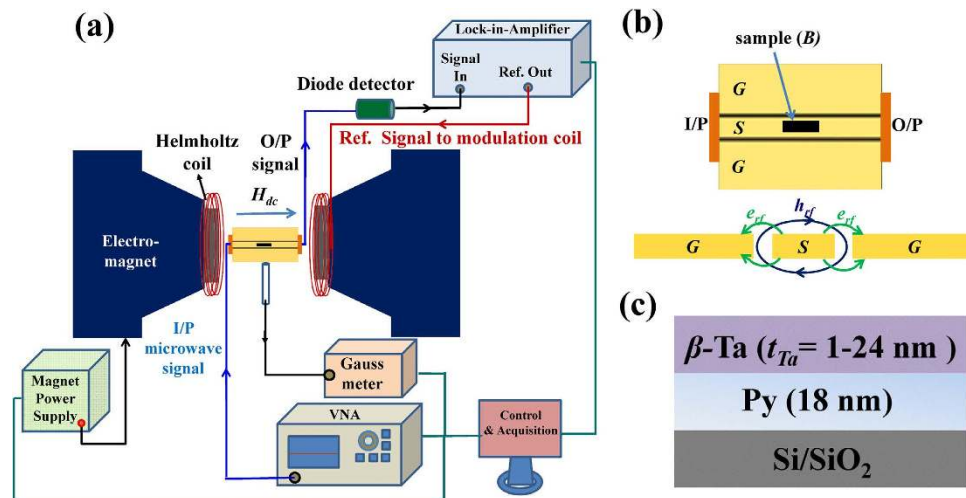 (a)
Lock-in-Amplifier
Signal
In
Ref. Out
Diode detector
Ref. Signal to modulation coil
Helmholtz
coil
O/P
signal
H_dc
Electro-
magnet
I/P
microwave
signal
Gauss
meter
Magnet
Power
Supply
VNA
Control
& Acquisition
(b)
sample (B)
G
I/P
S
O/P
G
e_rf
h_rf
e_rf
G
S
G
(c)
β-Ta (t_Ta= 1-24 nm )
Py (18 nm)
Si/SiO₂